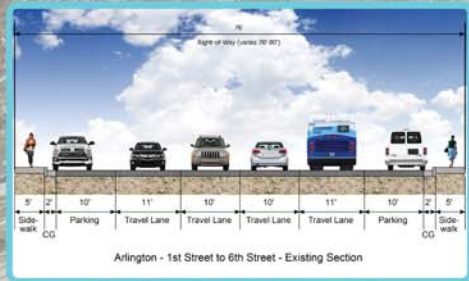 76'
Right-of-Way (varies 70'-80')
5' 2' 10' 11' 10' 10' 11' 10' 2' 5'
Side-
walk
CG
Parking
Travel Lane
Travel Lane
Travel Lane
Travel Lane
Parking
CG
Side-
walk
Arlington - 1st Street to 6th Street - Existing Section